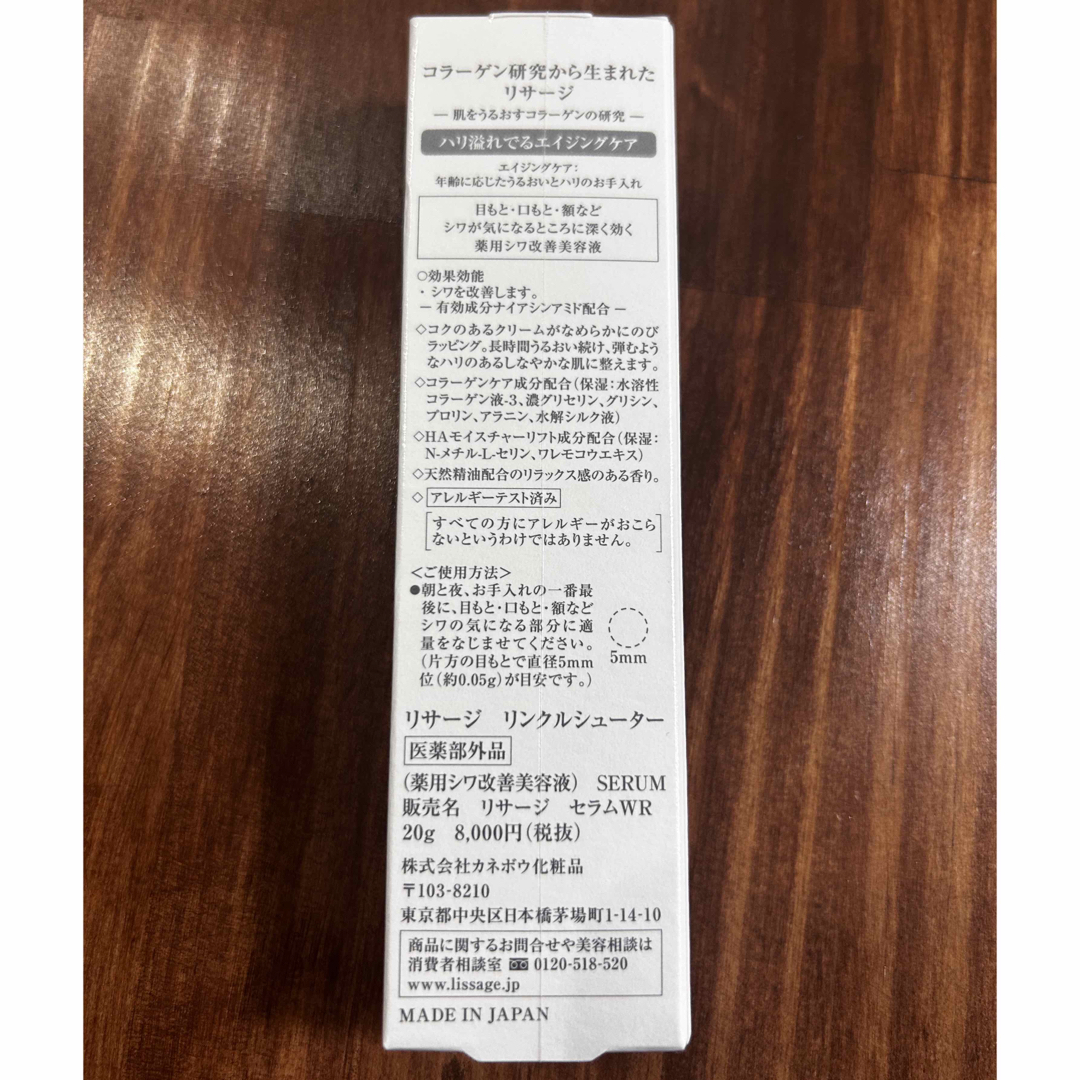 コラーゲン研究から生まれた
リサージ
— 肌をうるおすコラーゲンの研究 —
ハリ溢れでるエイジングケア
エイジングケア：
年齢に応じたうるおいとハリのお手入れ
目もと・口もと・額など
シワが気になるところに深く効く
薬用シワ改善美容液
○効果効能
・シワを改善します。
— 有効成分ナイアシンアミド配合 —
◇コクのあるクリームがなめらかにのび
ラッピング。長時間うるおい続け、弾むよう
なハリのあるしなやかな肌に整えます。
◇コラーゲンケア成分配合（保湿：水溶性
コラーゲン液-3、濃グリセリン、グリシン、
プロリン、アラニン、水解シルク液）
◇HAモイスチャーリフト成分配合（保湿：
N-メチル-L-セリン、ワレモコウエキス）
◇天然精油配合のリラックス感のある香り。
◇アレルギーテスト済み
［すべての方にアレルギーがおこら
ないというわけではありません。］
＜ご使用方法＞
●朝と夜、お手入れの一番最
後に、目もと・口もと・額など
シワの気になる部分に適
量をなじませてください。
（片方の目もとで直径5mm
位（約0.05g）が目安です。）
5mm
リサージ　リンクルシューター
医薬部外品
（薬用シワ改善美容液）　SERUM
販売名　リサージ　セラムWR
20g　8,000円（税抜）
株式会社カネボウ化粧品
〒103-8210
東京都中央区日本橋茅場町1-14-10
商品に関するお問合せや美容相談は
消費者相談室 0120-518-520
www.lissage.jp
MADE IN JAPAN